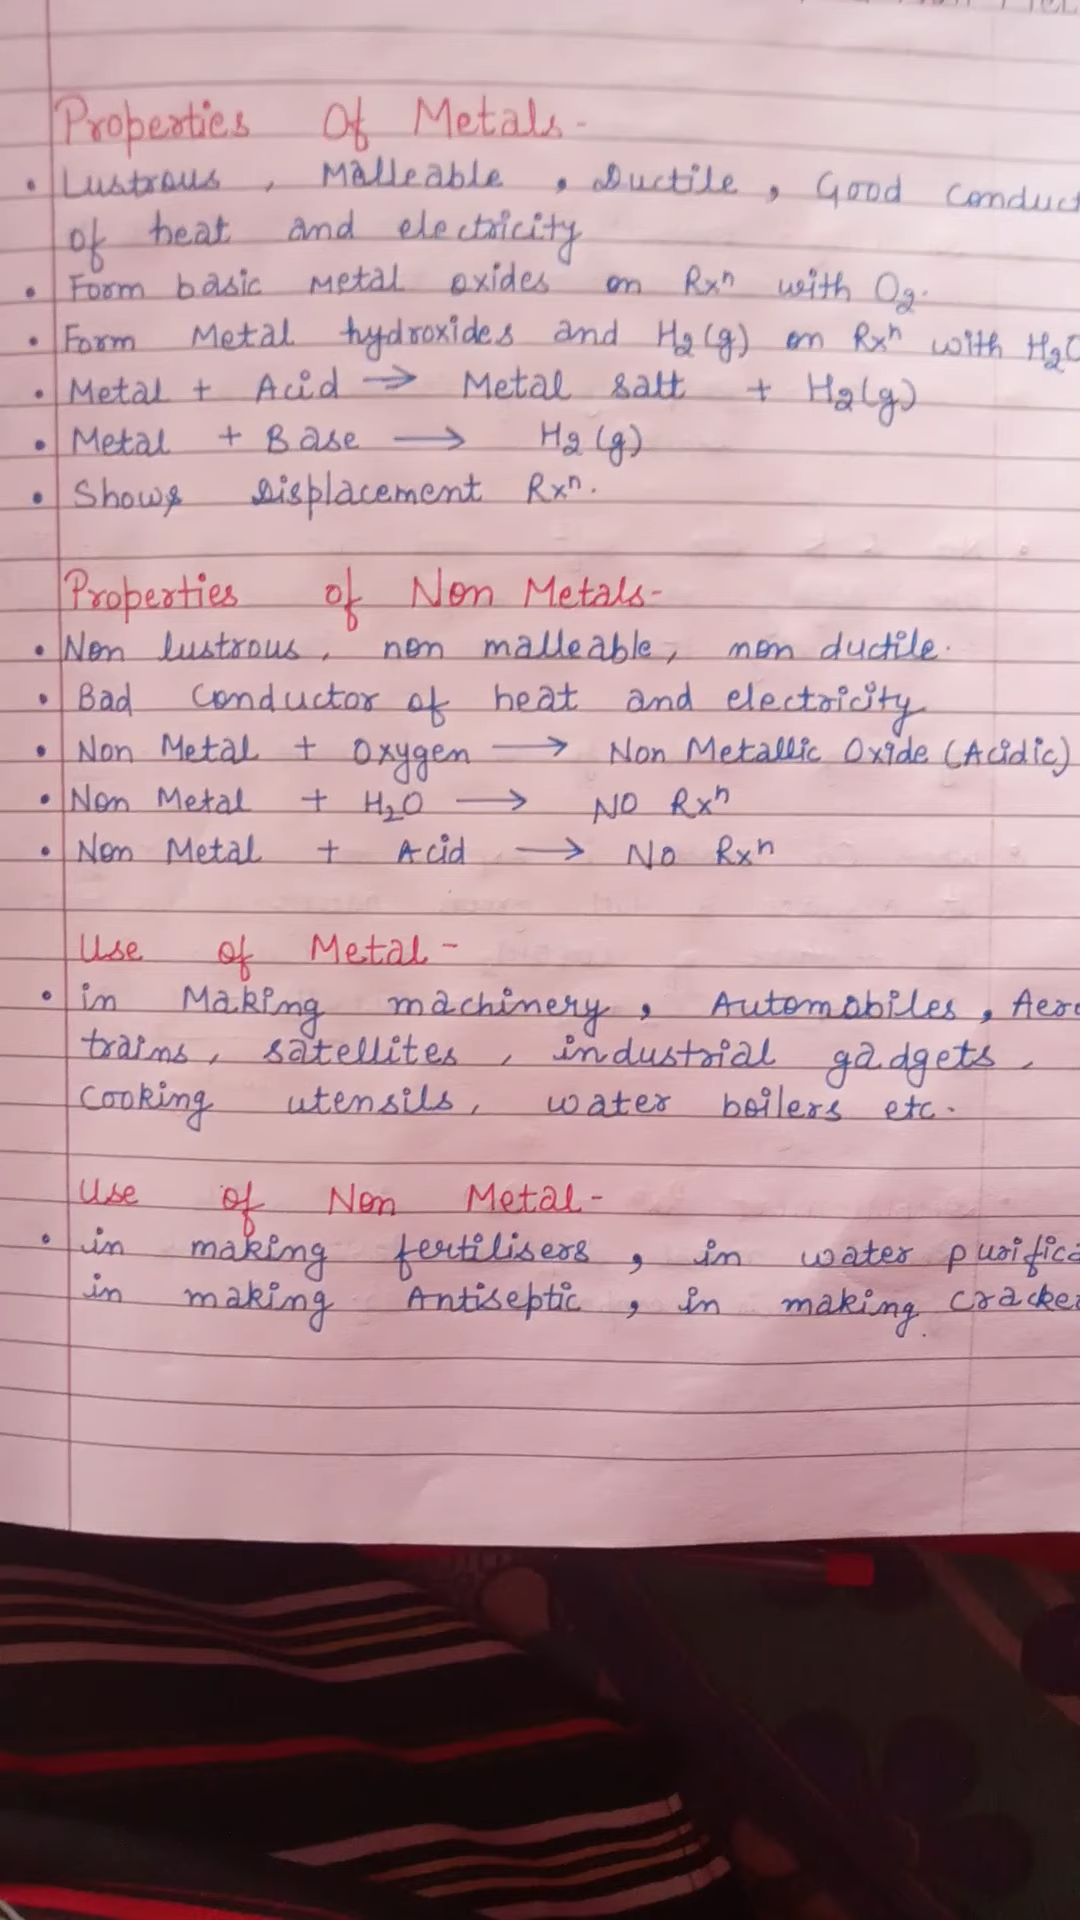 Properties Of Metals-
• Lustrous, Malleable, Ductile, Good Conduct
of heat and electricity
• Form basic Metal oxides on Rxⁿ with O₂.
• Form Metal hydroxides and H₂(g) on Rxⁿ with H₂O
• Metal + Acid → Metal salt + H₂(g)
• Metal + Base → H₂(g)
• Shows Displacement Rxⁿ.
Properties of Non Metals-
• Non lustrous, non malleable, non ductile.
• Bad Conductor of heat and electricity
• Non Metal + Oxygen → Non Metallic Oxide (Acidic)
• Non Metal + H₂O → NO Rxⁿ
• Non Metal + Acid → No Rxⁿ
Use of Metal-
• in Making machinery, Automobiles, Aero
trains, satellites, industrial gadgets,
Cooking utensils, water boilers etc.
Use of Non Metal-
• in making fertilisers, in water purifica
in making Antiseptic, in making cracke